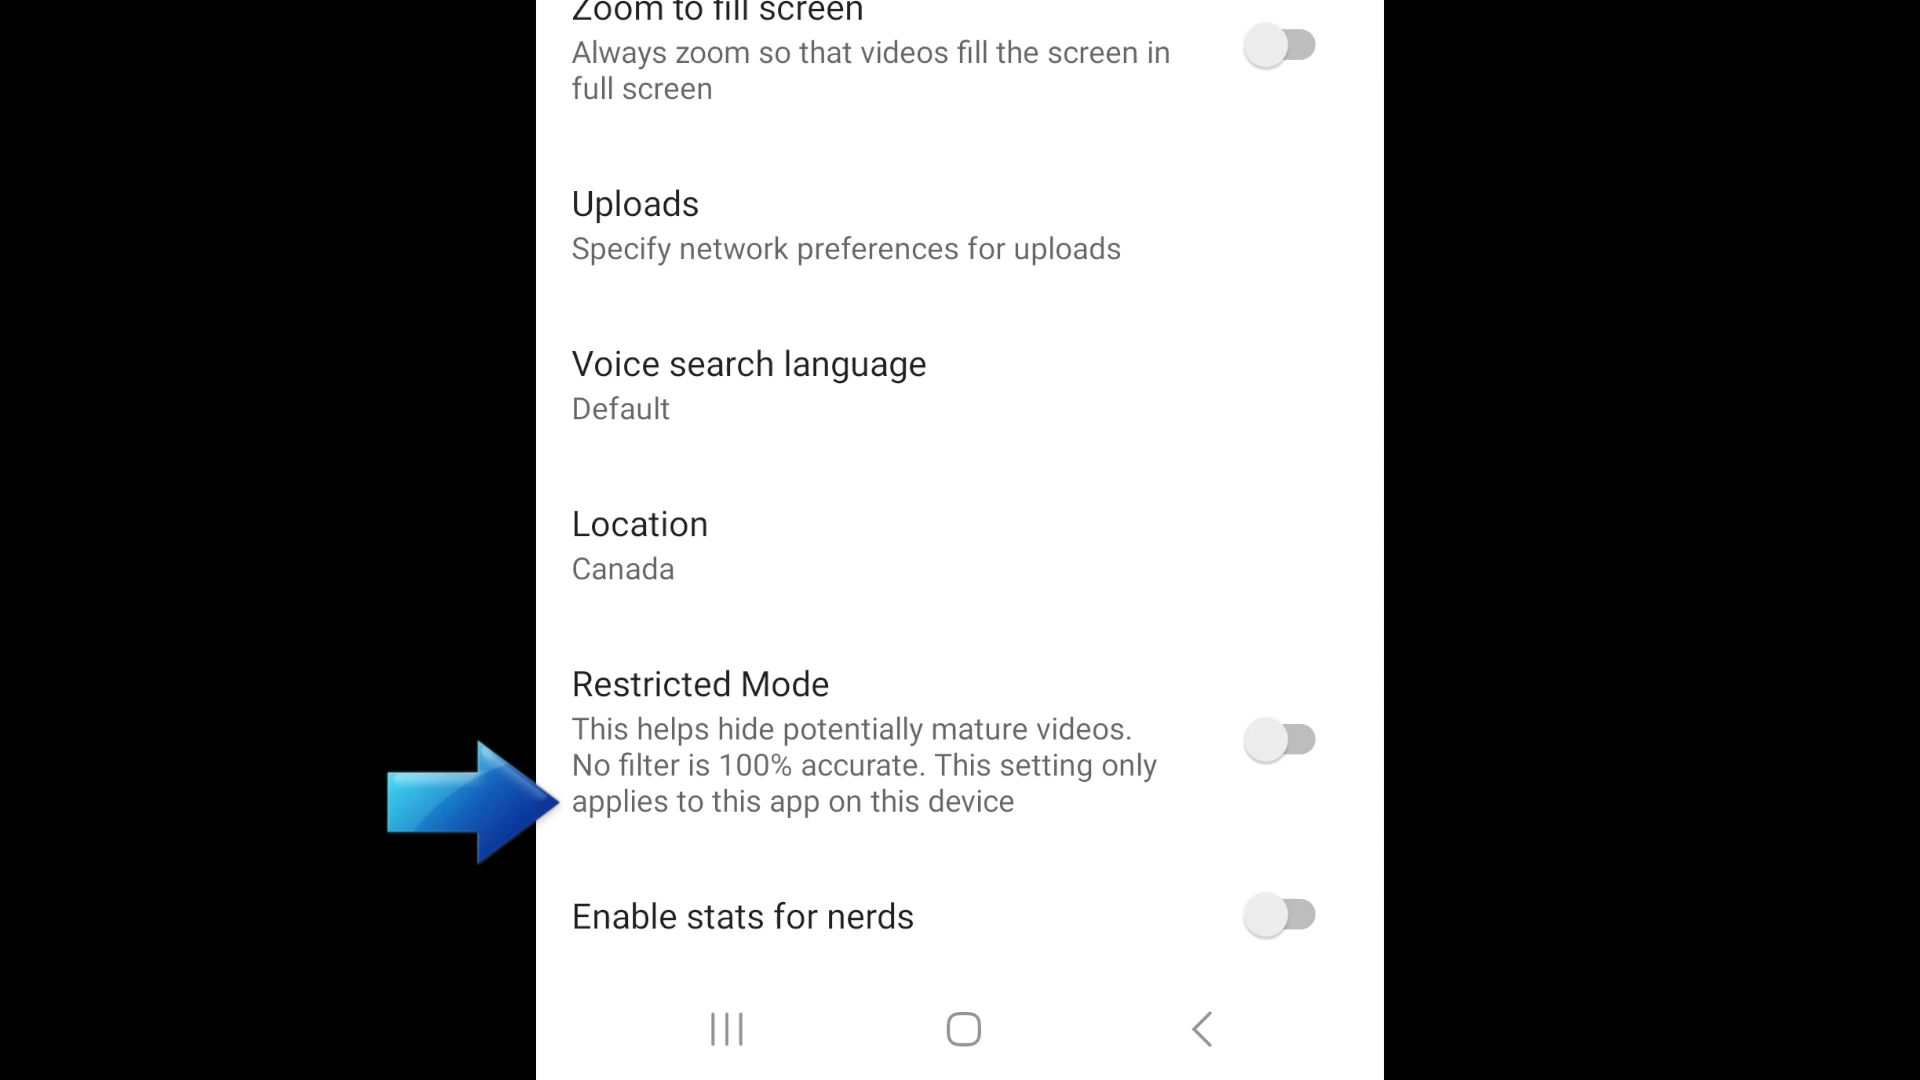 Zoom to fill screen
Always zoom so that videos fill the screen in
full screen
Uploads
Specify network preferences for uploads
Voice search language
Default
Location
Canada
Restricted Mode
This helps hide potentially mature videos.
No filter is 100% accurate. This setting only
applies to this app on this device
Enable stats for nerds